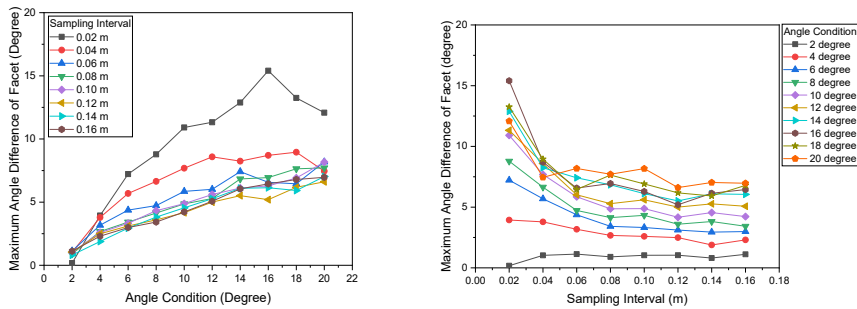 Maximum Angle Difference of Facet (Degree)
20
15
10
5
0
Sampling Interval
0.02 m
0.04 m
0.06 m
0.08 m
0.10 m
0.12 m
0.14 m
0.16 m
0 2 4 6 8 10 12 14 16 18 20 22
Angle Condition (Degree)
Maximum Angle Difference of Facet (degree)
20
15
10
5
0
Angle Condition
2 degree
4 degree
6 degree
8 degree
10 degree
12 degree
14 degree
16 degree
18 degree
20 degree
0.00 0.02 0.04 0.06 0.08 0.10 0.12 0.14 0.16 0.18
Sampling Interval (m)